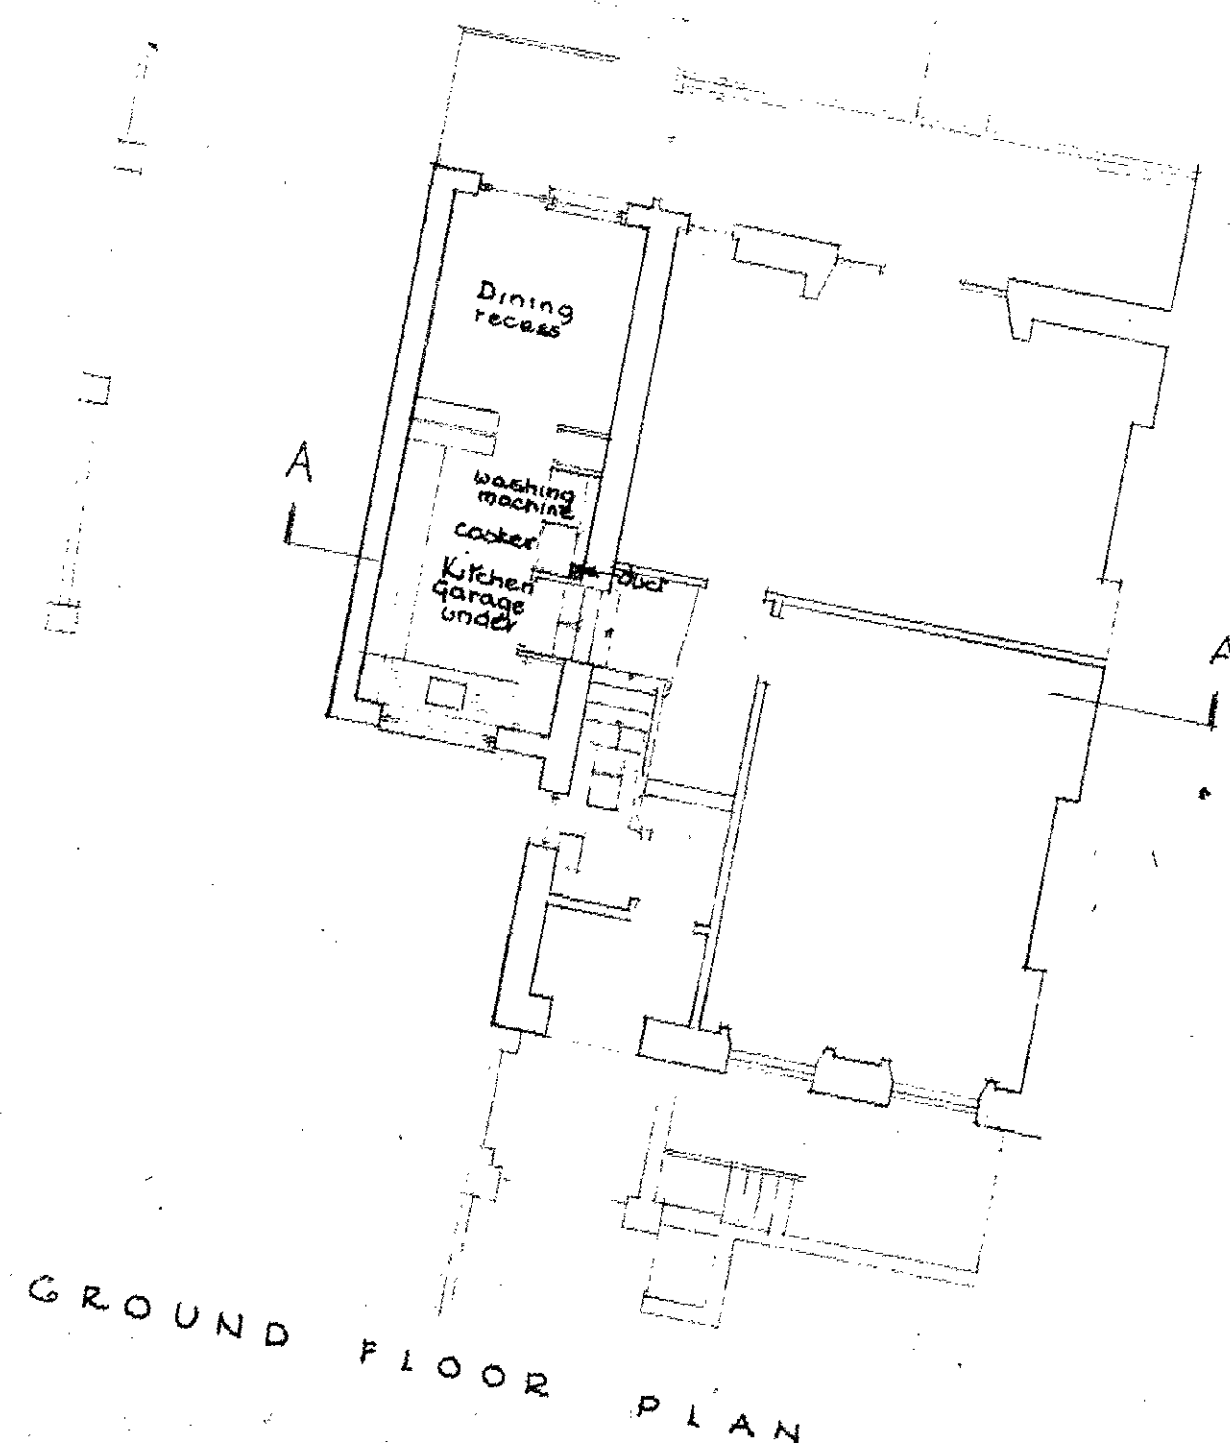 Dining
recess
A
washing
machine
cooker
duct
Kitchen
Garage
under
A
GROUND FLOOR PLAN